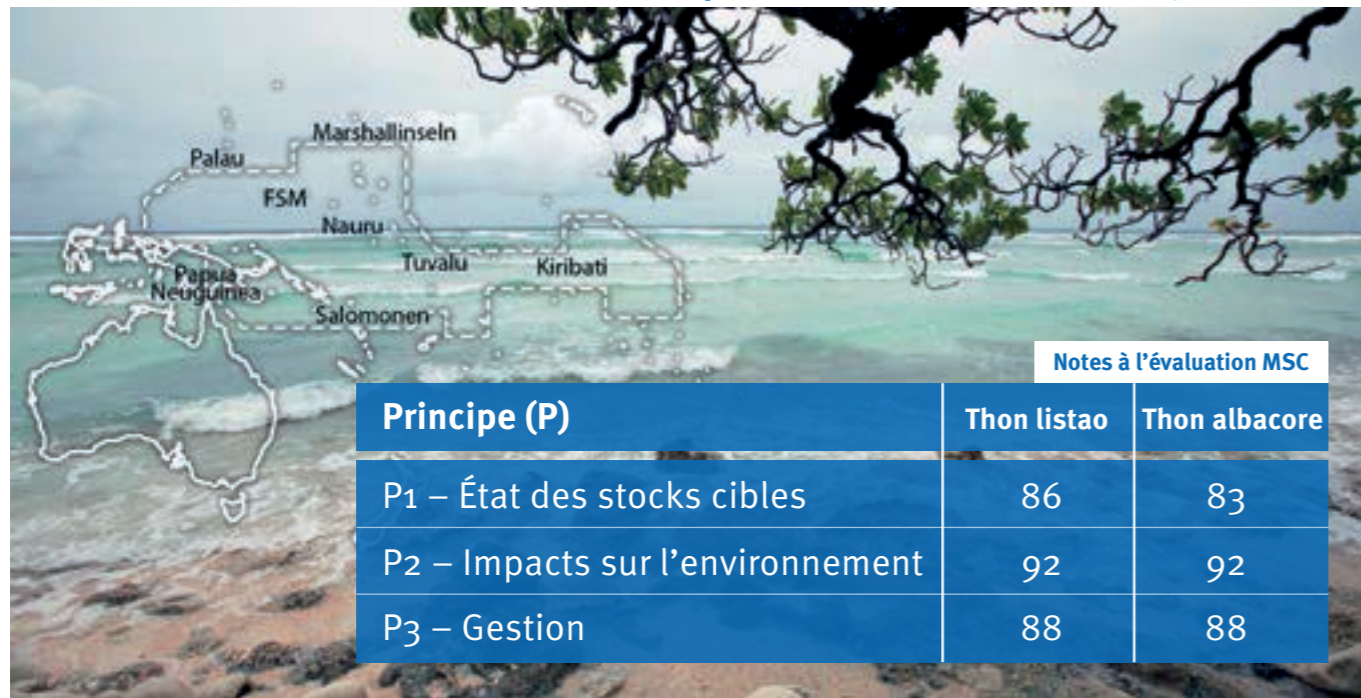 Marshallinseln
Palau
FSM
Nauru
Tuvalu
Kiribati
Papua
Neuguinea
Salomonen
Notes à l’évaluation MSC
Principe (P) Thon listao Thon albacore
P1 – État des stocks cibles 86 83
P2 – Impacts sur l’environnement 92 92
P3 – Gestion 88 88